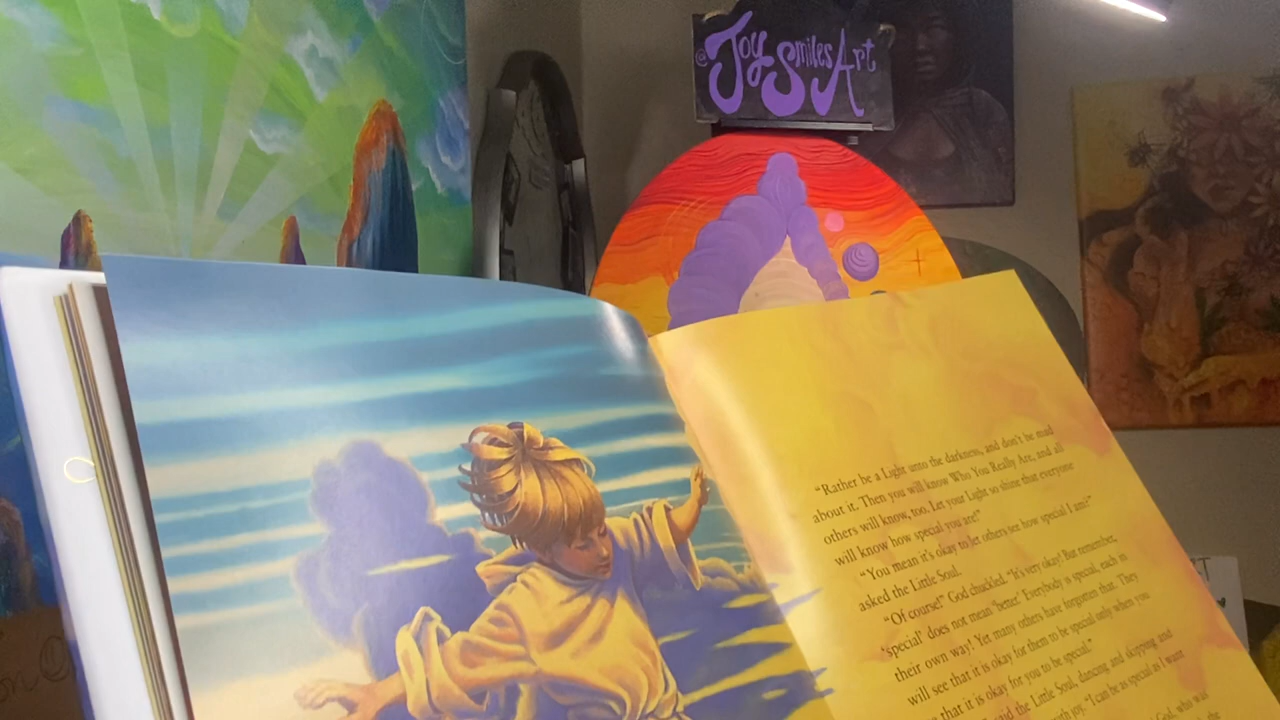 @JoySmilesArt
"Rather be a Light unto the darkness, and don't be mad
about it. Then you will know Who You Really Are, and all
others will know, too. Let your Light so shine that everyone
will know how special you are!"
"You mean it's okay to let others see how special I am?"
asked the Little Soul.
"Of course!" God chuckled. "It's very okay! But remember,
'special' does not mean 'better.' Everybody is special, each in
their own way! Yet many others have forgotten that. They
will see that it is okay for them to be special only when you
that it is okay for you to be special."
said the Little Soul, dancing and skipping and
with joy. "I can be as special as I want
God, who was